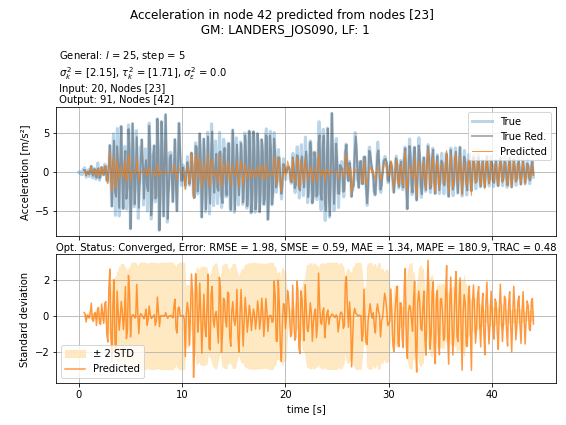 Acceleration in node 42 predicted from nodes [23]
GM: LANDERS_JOS090, LF: 1
General: l = 25, step = 5
σ²ₖ = [2.15], τ²ₖ = [1.71], σ²ε = 0.0
Input: 20, Nodes [23]
Output: 91, Nodes [42]
Acceleration [m/s²]
5
0
−5
True
True Red.
Predicted
Opt. Status: Converged, Error: RMSE = 1.98, SMSE = 0.59, MAE = 1.34, MAPE = 180.9, TRAC = 0.48
Standard deviation
2
0
−2
± 2 STD
Predicted
0 10 20 30 40
time [s]